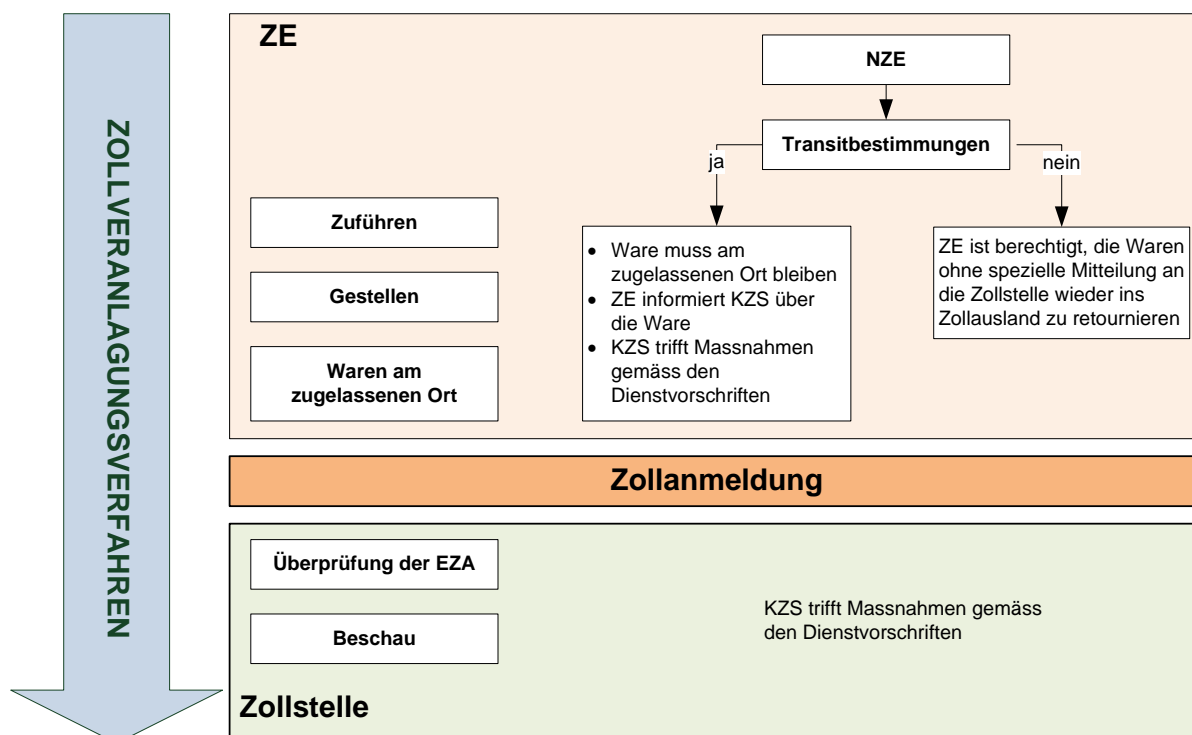 ZOLLVERANLAGUNGSVERFAHREN
ZE
NZE
Transitbestimmungen
ja
nein
Zuführen
Gestellen
Waren am
zugelassenen Ort
• Ware muss am
zugelassenen Ort bleiben
• ZE informiert KZS über
die Ware
• KZS trifft Massnahmen
gemäss den
Dienstvorschriften
ZE ist berechtigt, die Waren
ohne spezielle Mitteilung an
die Zollstelle wieder ins
Zollausland zu retournieren
Zollanmeldung
Überprüfung der EZA
Beschau
KZS trifft Massnahmen gemäss
den Dienstvorschriften
Zollstelle